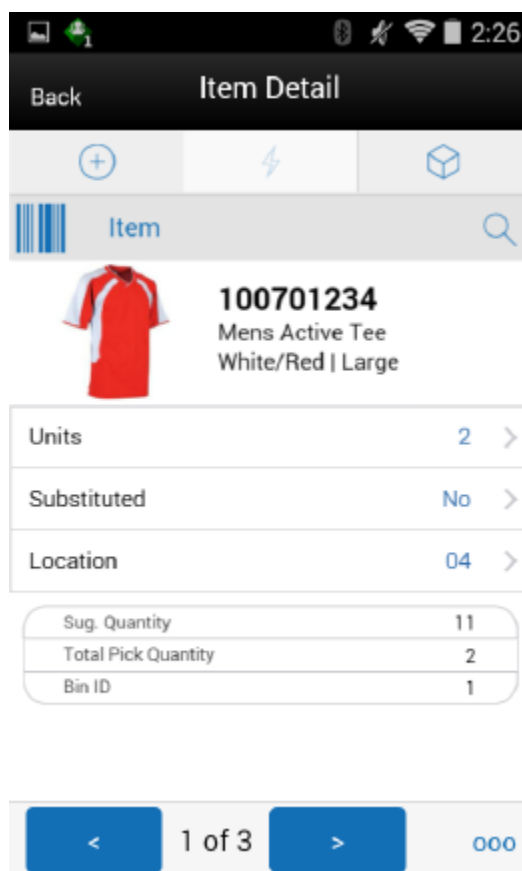 1 2:26
Back Item Detail
Item
100701234
Mens Active Tee
White/Red | Large
Units 2 >
Substituted No >
Location 04 >
Sug. Quantity 11
Total Pick Quantity 2
Bin ID 1
< 1 of 3 > ooo